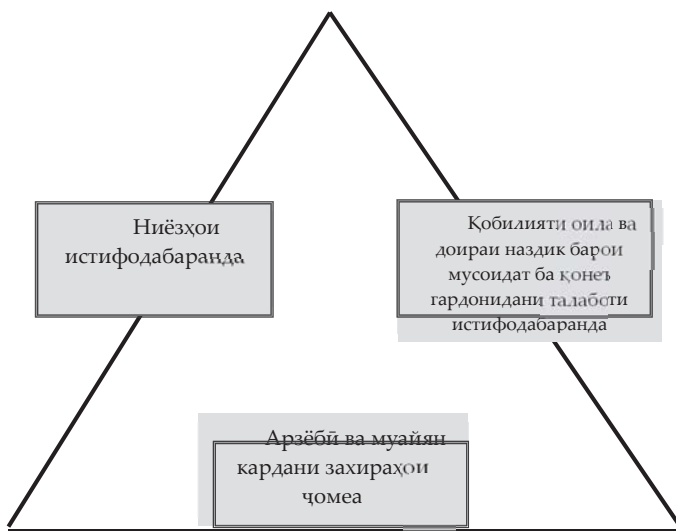 Ниёзҳои
истифодабаранда
Қобилияти оила ва
доираи наздик барои
мусоидат ба қонеъ
гардонидани талаботи
истифодабаранда
Арзёбӣ ва муайян
кардани захираҳои
ҷомеа